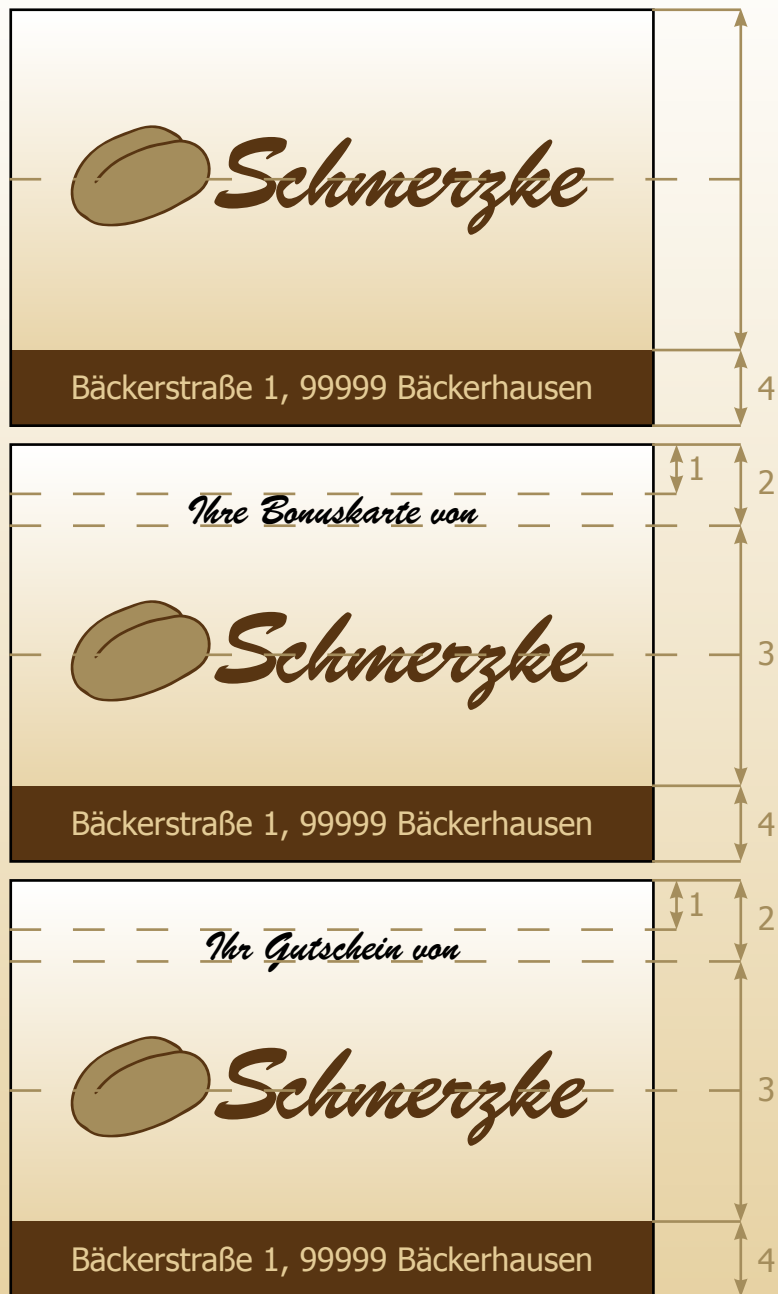 Schmerzke
Bäckerstraße 1, 99999 Bäckerhausen
4
1
2
Ihre Bonuskarte von
Schmerzke
3
Bäckerstraße 1, 99999 Bäckerhausen
4
1
2
Ihr Gutschein von
Schmerzke
3
Bäckerstraße 1, 99999 Bäckerhausen
4